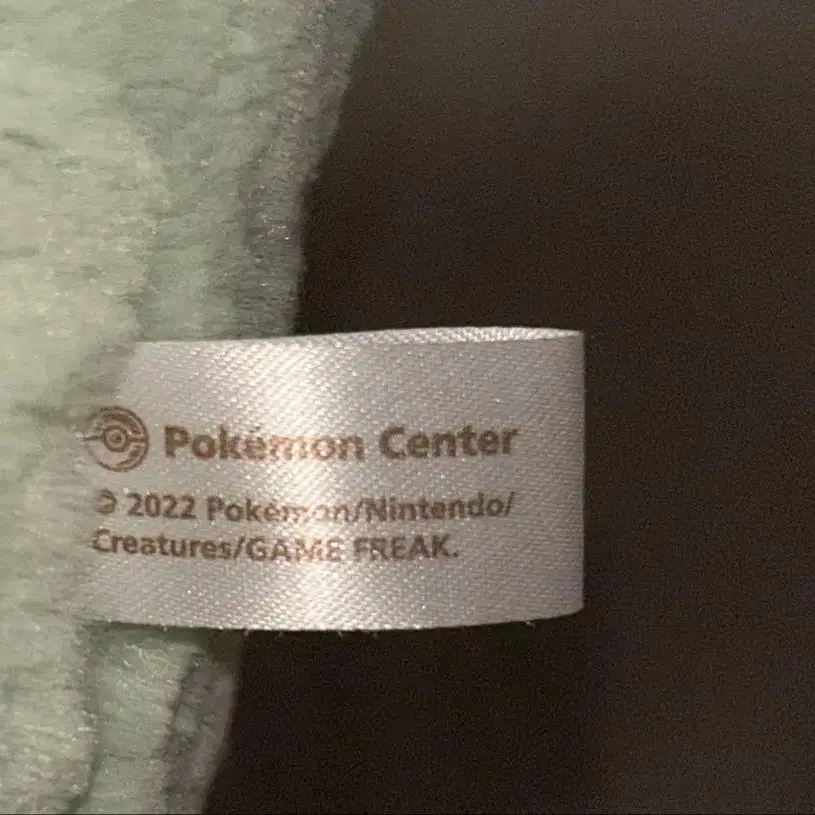 Pokémon Center
© 2022 Pokémon/Nintendo/
Creatures/GAME FREAK.